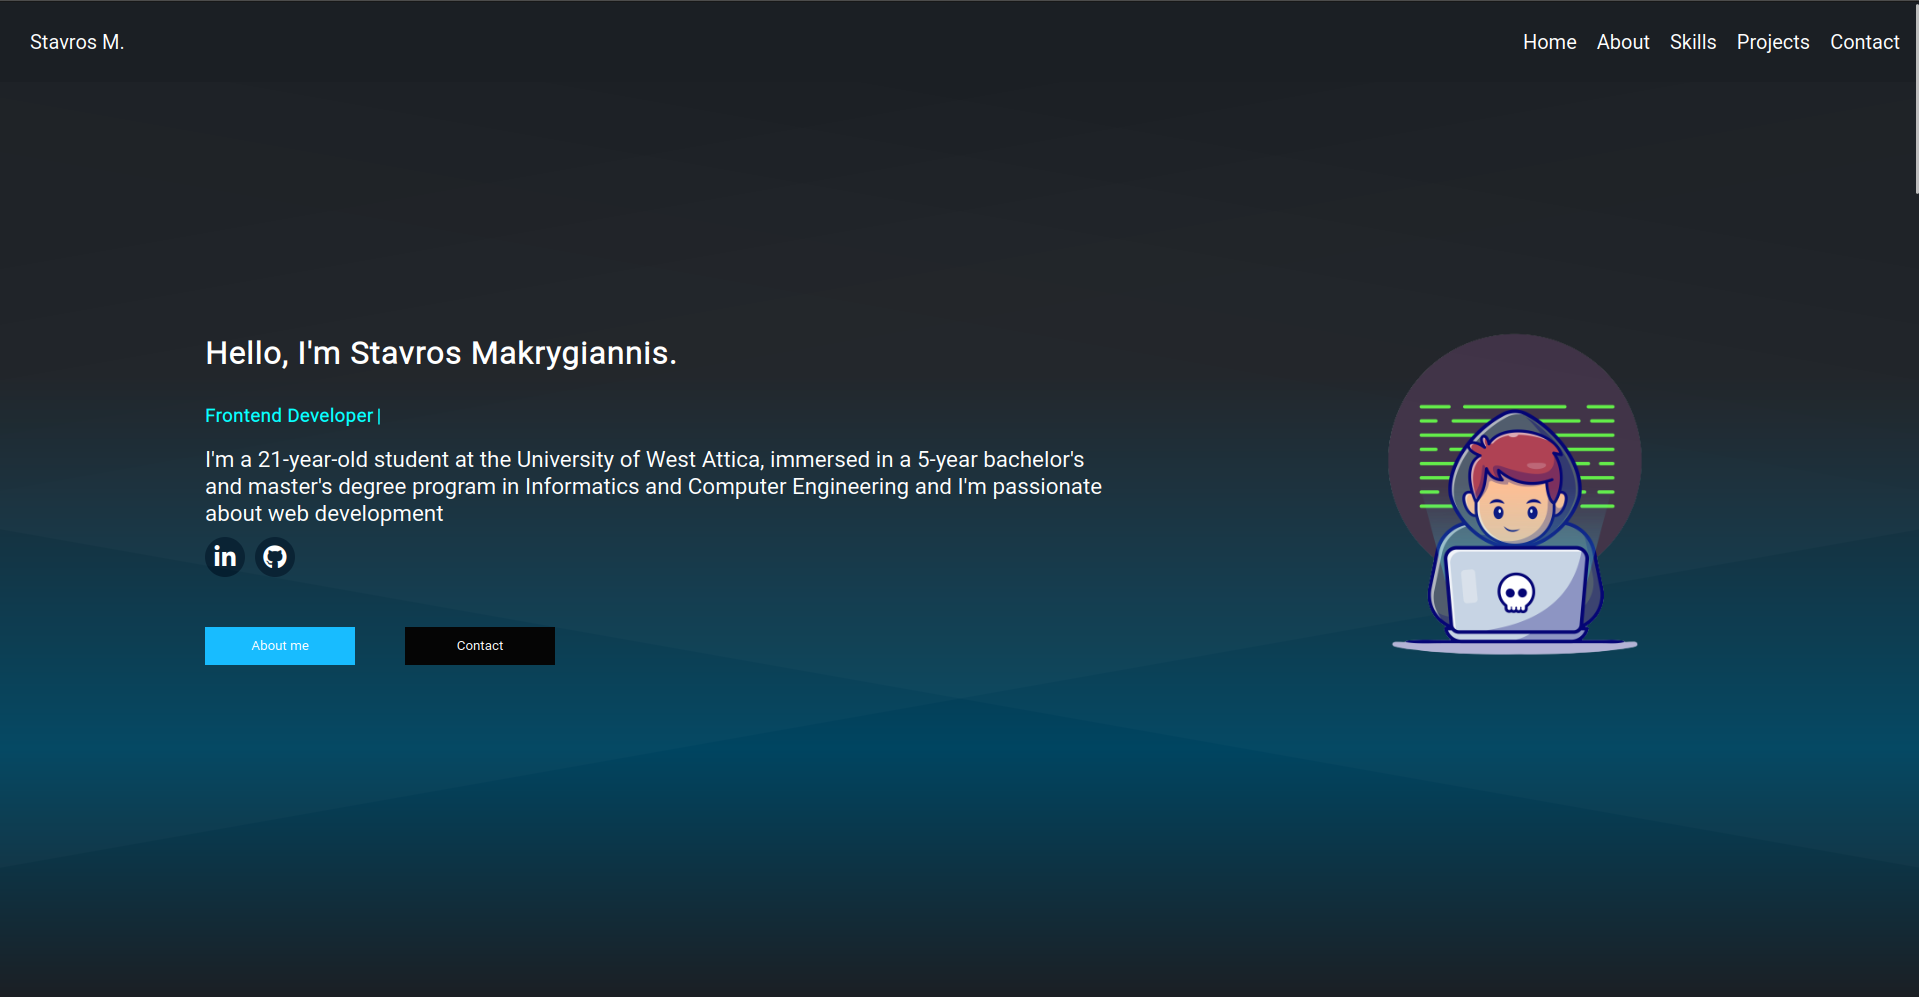 Stavros M.
Home About Skills Projects Contact
Hello, I'm Stavros Makrygiannis.
Frontend Developer|
I'm a 21-year-old student at the University of West Attica, immersed in a 5-year bachelor's
and master's degree program in Informatics and Computer Engineering and I'm passionate
about web development
in
About me
Contact